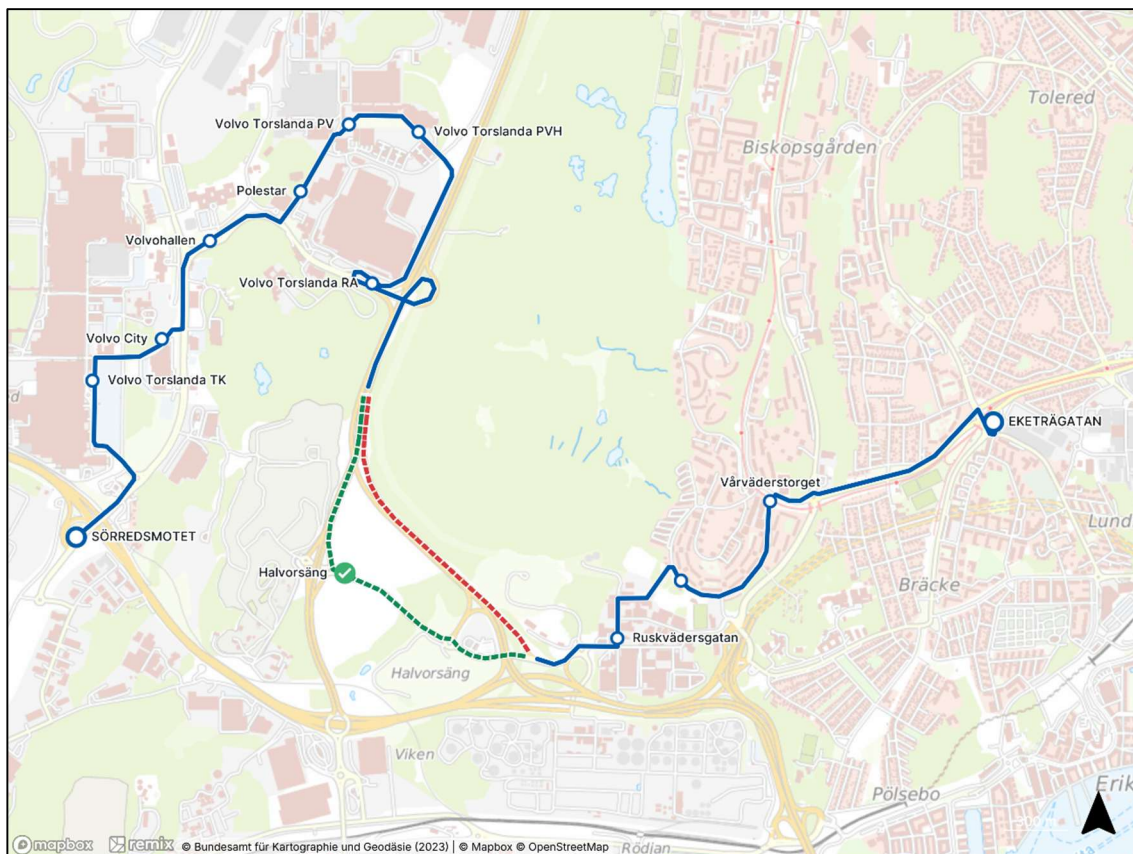 Tolered
Volvo Torslanda PV
Volvo Torslanda PVH
Biskopsgården
Polestar
Volvohallen
Volvo Torslanda RA
Volvo City
Volvo Torslanda TK
EKETRÄGATAN
Vårväderstorget
Lund
SÖRREDSMOTET
Halvorsäng
Bräcke
Ruskvädersgatan
Halvorsäng
Viken
Pölsebo
Erik
mapbox remix © Bundesamt für Kartographie und Geodäsie (2023) | © Mapbox © OpenStreetMap
Rödjan